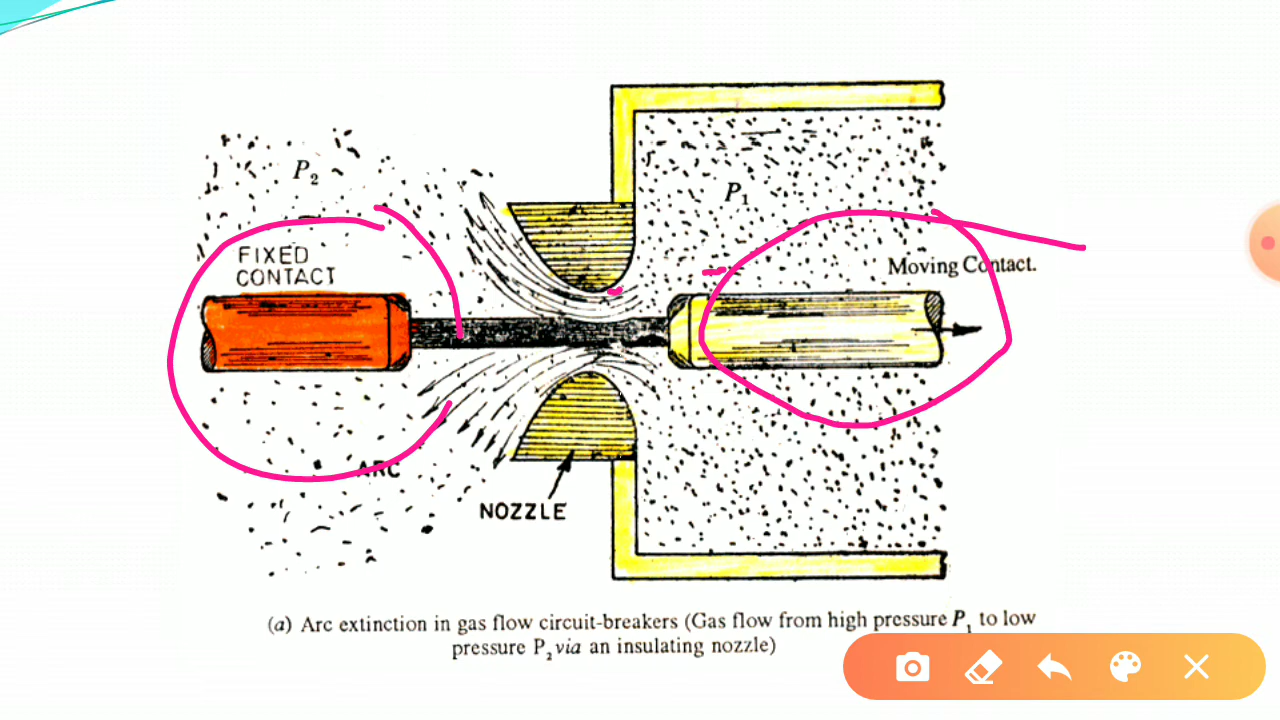 P₂
P₁
FIXED
CONTACT
Moving Contact.
ARC
NOZZLE
(a) Arc extinction in gas flow circuit-breakers (Gas flow from high pressure P₁ to low
pressure P₂ via an insulating nozzle)